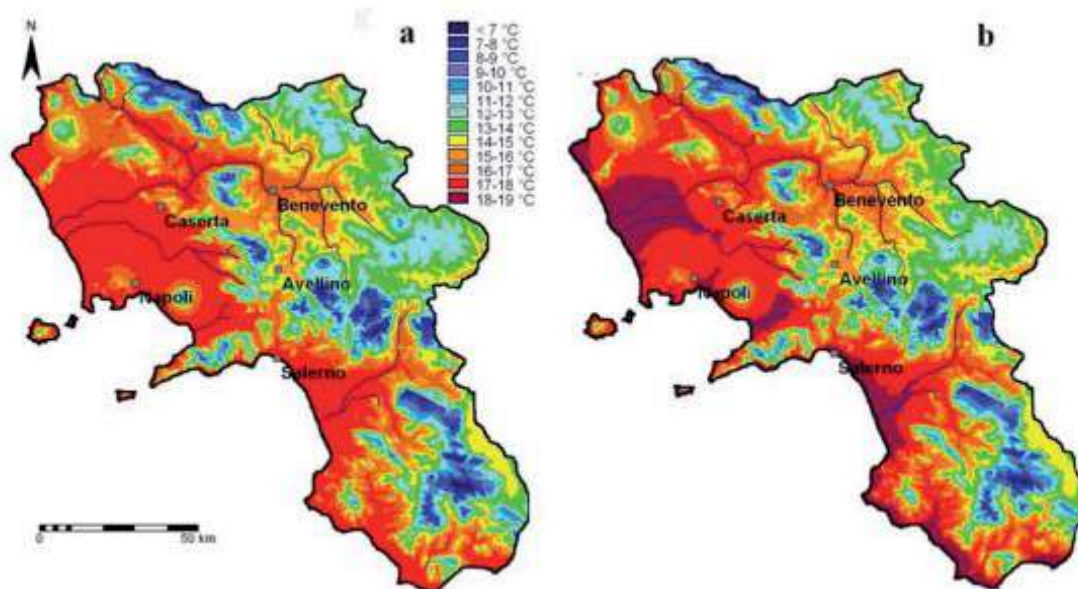 N
a
< 7 °C
7-8 °C
8-9 °C
9-10 °C
10-11 °C
11-12 °C
12-13 °C
13-14 °C
14-15 °C
15-16 °C
16-17 °C
17-18 °C
18-19 °C
Caserta
Benevento
Avellino
Napoli
Salerno
0
50 km
b
Caserta
Benevento
Avellino
Napoli
Salerno